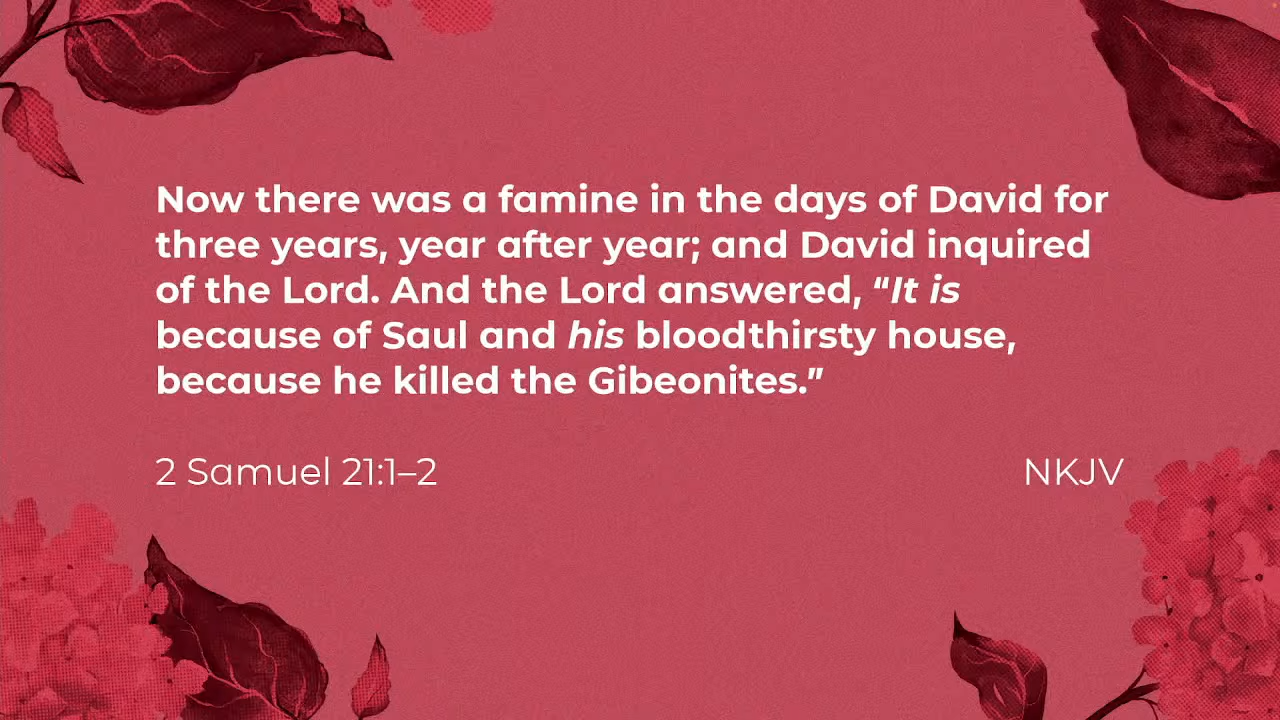 Now there was a famine in the days of David for
three years, year after year; and David inquired
of the Lord. And the Lord answered, “It is
because of Saul and his bloodthirsty house,
because he killed the Gibeonites.”
2 Samuel 21:1–2
NKJV